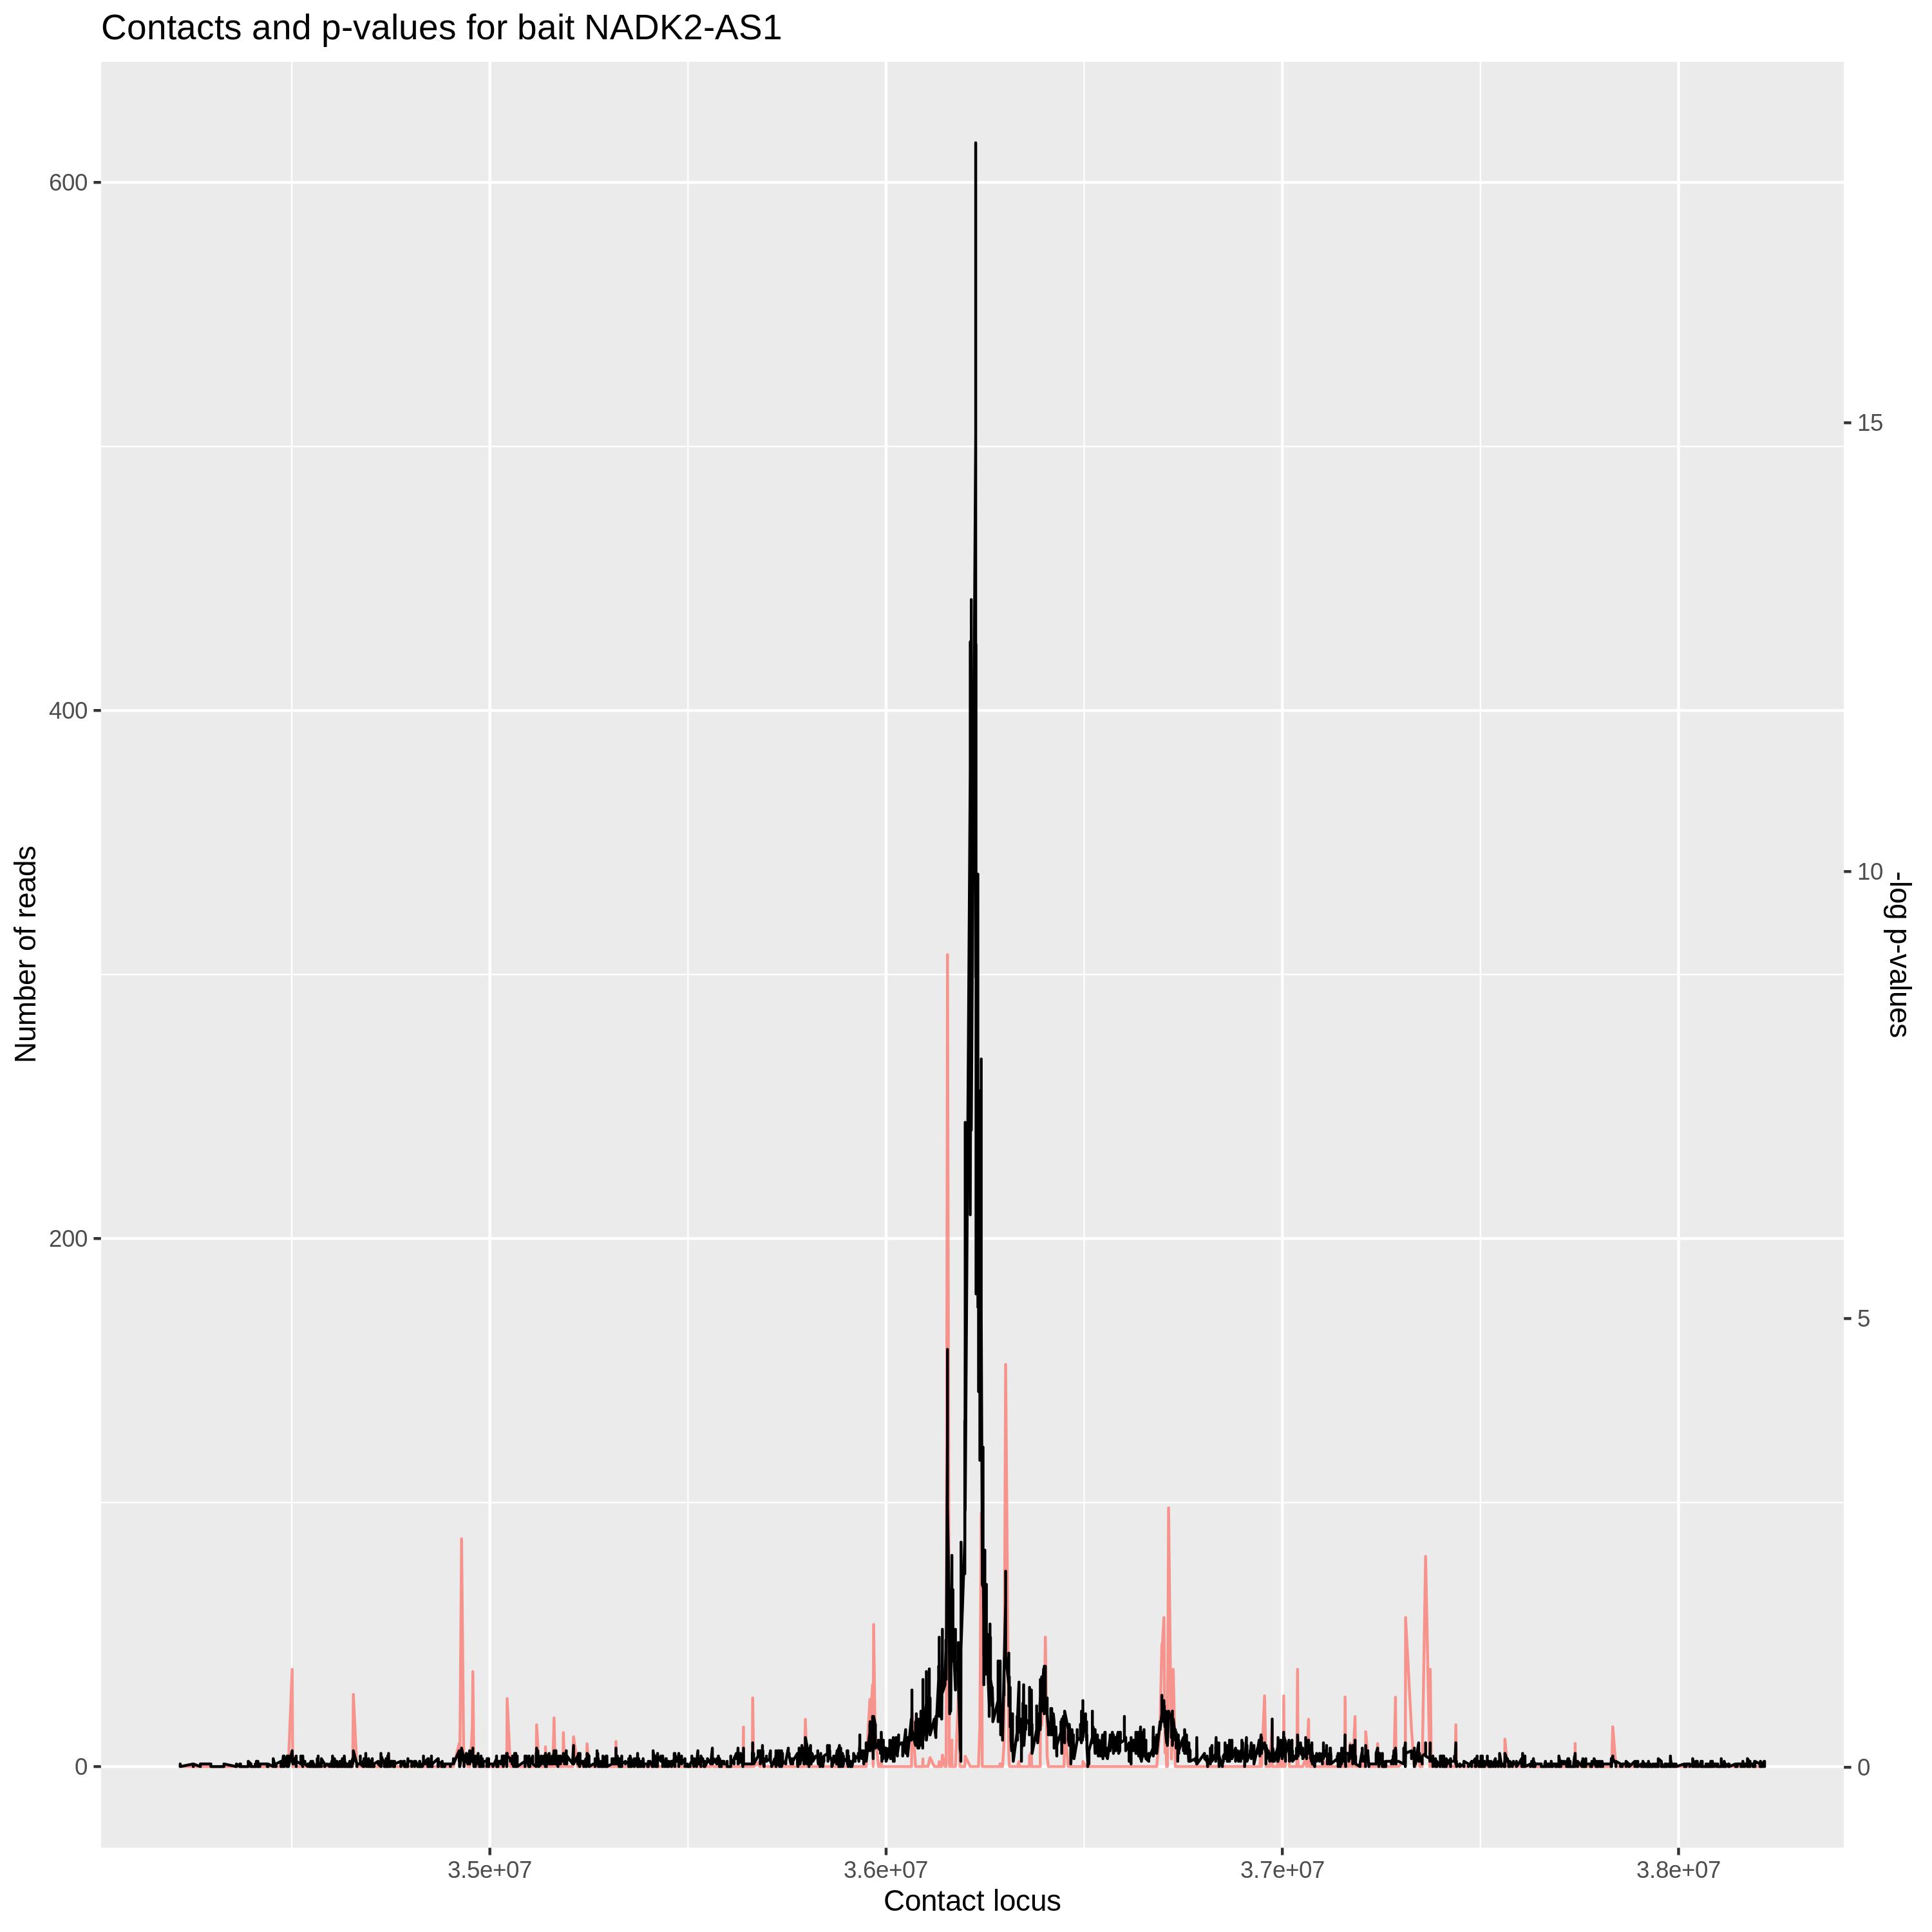 Contacts and p-values for bait NADK2-AS1
600
400
200
0
Number of reads
15
10
5
0
-log p-values
3.5e+07
3.6e+07
3.7e+07
3.8e+07
Contact locus